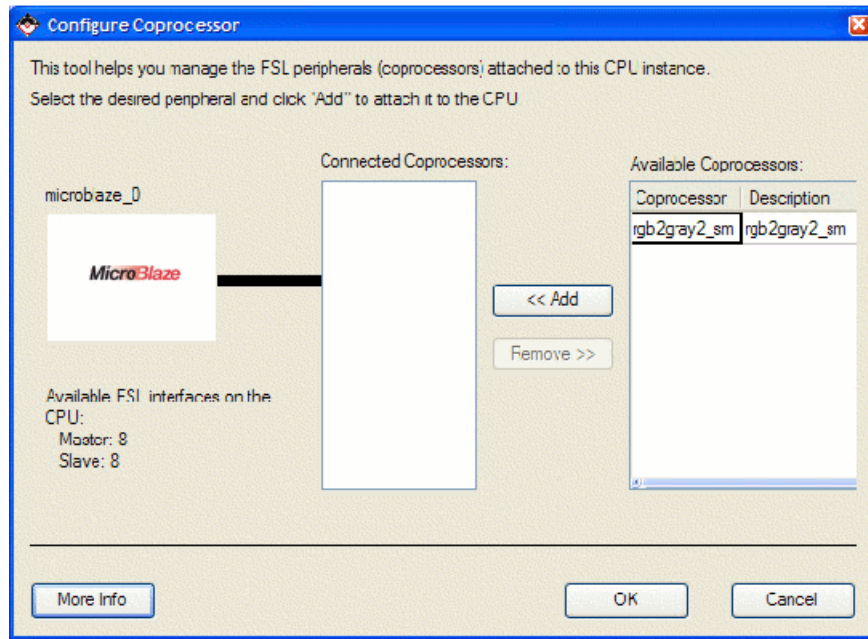 Configure Coprocessor
This tool helps you manage the FSL peripherals (coprocessors) attached to this CPU instance.
Select the desired peripheral and click "Add" to attach it to the CPU
Connected Coprocessors:
Available Coprocessors:
microblaze_0
Coprocessor Description
rgb2gray2_sm rgb2gray2_sm
MicroBlaze
<< Add
Remove >>
Available FSL interfaces on the
CPU:
Master: 8
Slave: 8
More Info
OK
Cancel